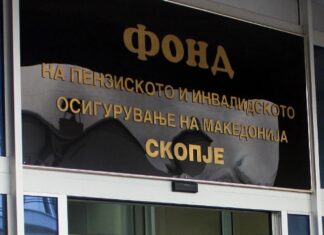 ФОНД
НА ПЕНЗИСКОТО И ИНВАЛИДСКОТО
ОСИГУРУВАЊЕ НА МАКЕДОНИЈА
СКОПЈЕ